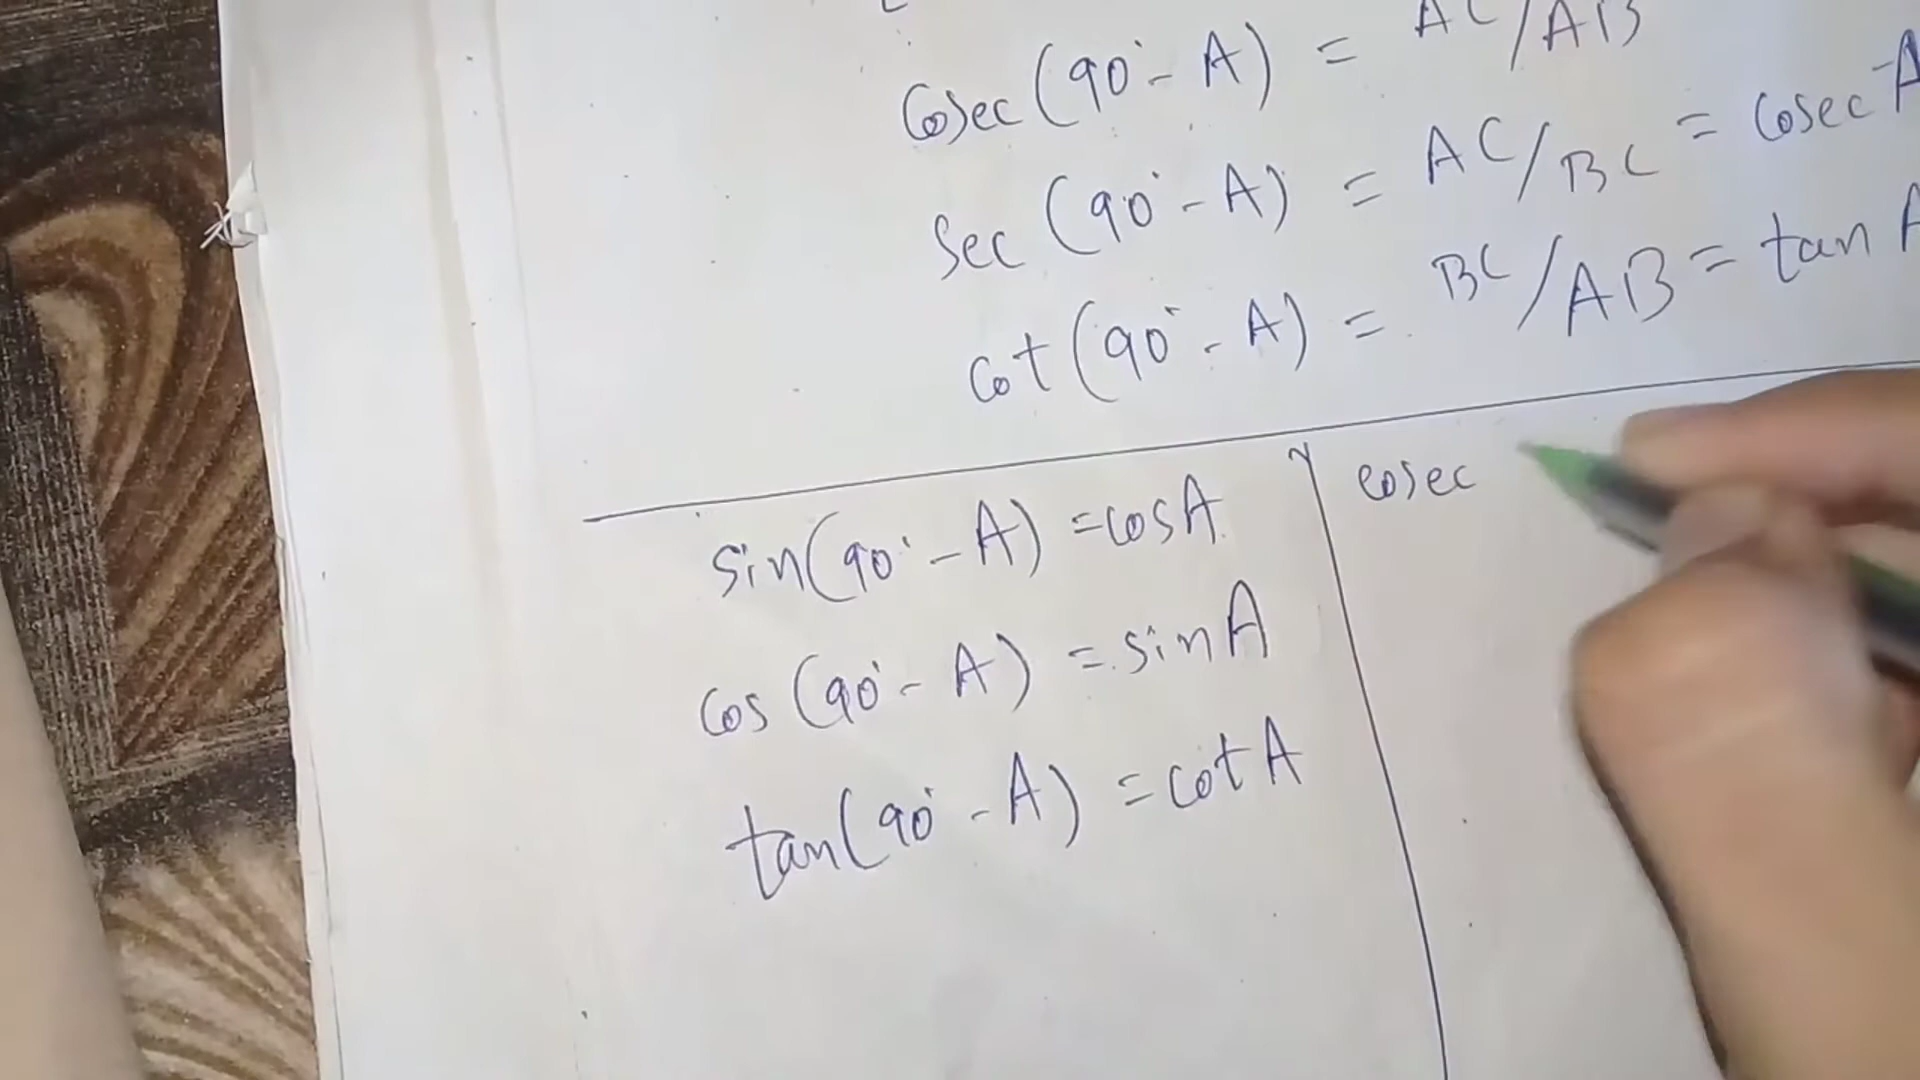 Cosec (90° - A) = AC/AB
Sec (90° - A) = AC/BC = Cosec A
Cot (90° - A) = BC/AB = tan A
sin (90° - A) = cos A
cos (90° - A) = sin A
tan (90° - A) = cot A
cosec